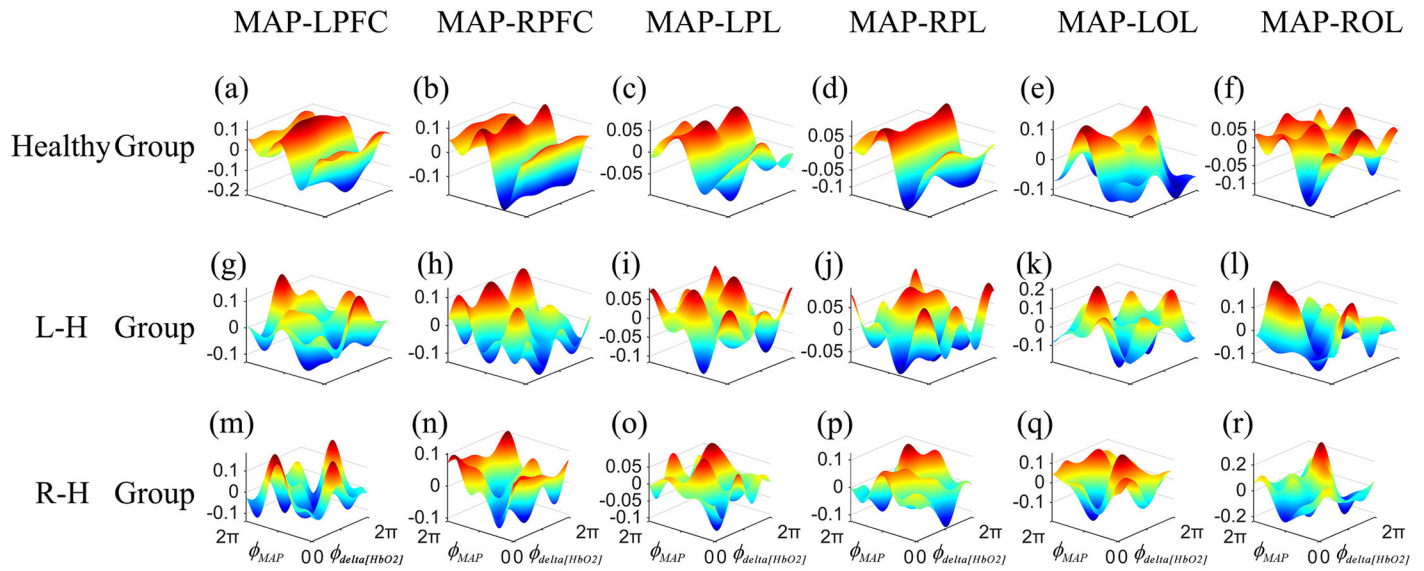 MAP-LPFC MAP-RPFC MAP-LPL MAP-RPL MAP-LOL MAP-ROL
(a) (b) (c) (d) (e) (f)
Healthy Group
0.1 0 -0.1 -0.2
0.1 0 -0.1
0.05 0 -0.05
0.05 0 -0.05 -0.1
0.1 0 -0.1
0.05 0 -0.05 -0.1
(g) (h) (i) (j) (k) (l)
L-H Group
0.1 0 -0.1
0.1 0 -0.1
0.05 0 -0.05 -0.1
0.05 0 -0.05
0.2 0.1 0 -0.1
0.1 0 -0.1
(m) (n) (o) (p) (q) (r)
R-H Group
0.1 0 -0.1
0.1 0 -0.1
0.05 0 -0.05 -0.1
0.1 0 -0.1
0.1 0 -0.1
0.2 0 -0.2
2π 2π 2π 2π 2π 2π 2π 2π 2π 2π 2π 2π
ϕMAP 0 0 ϕdelta[HbO2] ϕMAP 0 0 ϕdelta[HbO2] ϕMAP 0 0 ϕdelta[HbO2] ϕMAP 0 0 ϕdelta[HbO2] ϕMAP 0 0 ϕdelta[HbO2] ϕMAP 0 0 ϕdelta[HbO2]